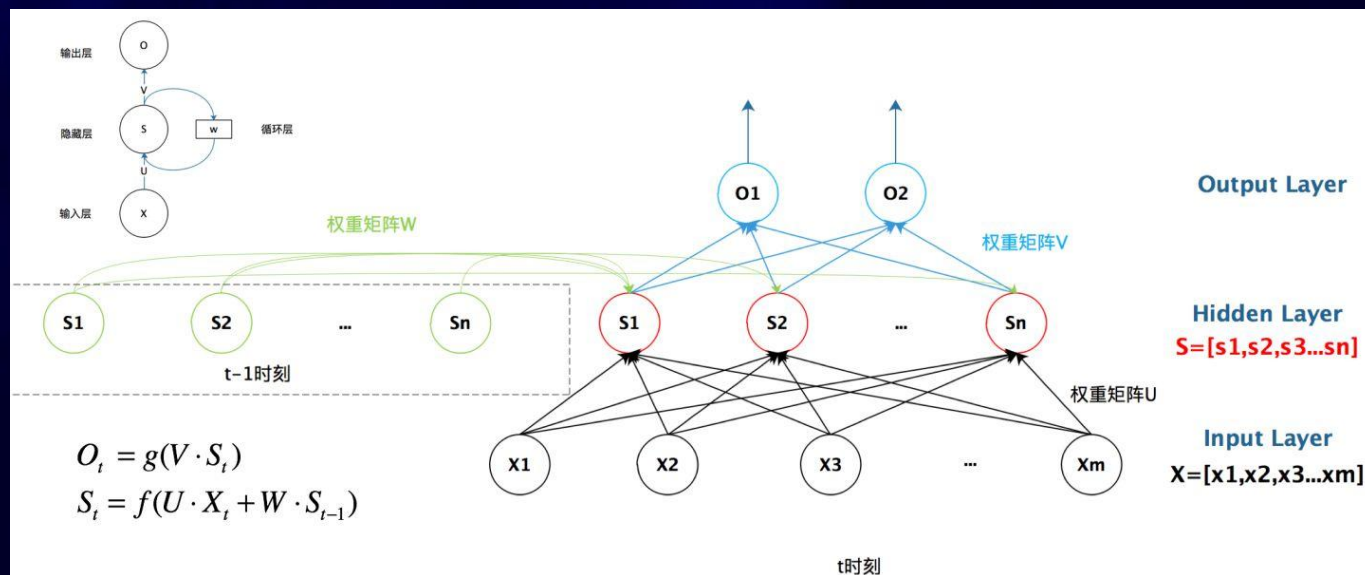 输出层
O
V
隐藏层
S
w
循环层
U
输入层
X
权重矩阵W
O1
O2
Output Layer
权重矩阵V
S1
S2
...
Sn
S1
S2
...
Sn
Hidden Layer
S=[s1,s2,s3...sn]
t-1时刻
权重矩阵U
X1
X2
X3
...
Xm
Input Layer
X=[x1,x2,x3...xm]
O_t = g(V·S_t)
S_t = f(U·X_t+W·S_{t-1})
t时刻